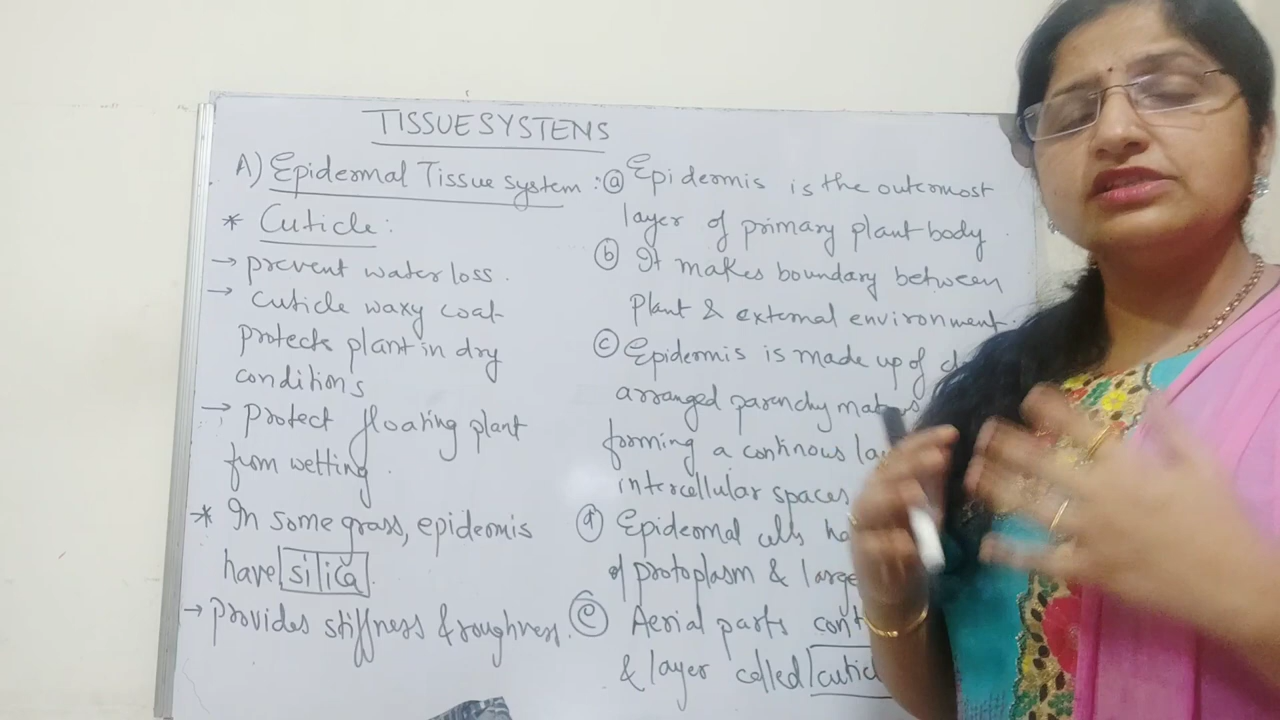 TISSUE SYSTENS
A) Epidermal Tissue system :
* Cuticle :
→ prevent water loss.
→ cuticle waxy coat
protects plant in dry
conditions
→ protect floating plant
from wetting.
* In some grass, epidermis
have silica.
→ provides stiffness & roughness.
(a) Epidermis is the outermost
layer of primary plant body.
(b) It makes boundary between
plant & external environment.
(c) Epidermis is made up of
arranged parenchymatous
forming a continous
intercellular spaces
(d) Epidermal cells
of protoplasm & large
(e) Aerial parts
& layer called